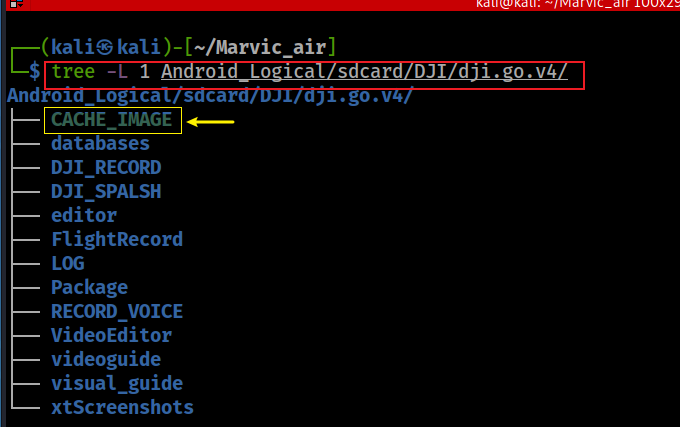 kali@kali: ~/Marvic_air 100x29
(kali㉿kali)-[~/Marvic_air]
$ tree -L 1 Android_Logical/sdcard/DJI/dji.go.v4/
Android_Logical/sdcard/DJI/dji.go.v4/
CACHE_IMAGE
databases
DJI_RECORD
DJI_SPALSH
editor
FlightRecord
LOG
Package
RECORD_VOICE
VideoEditor
videoguide
visual_guide
xtScreenshots